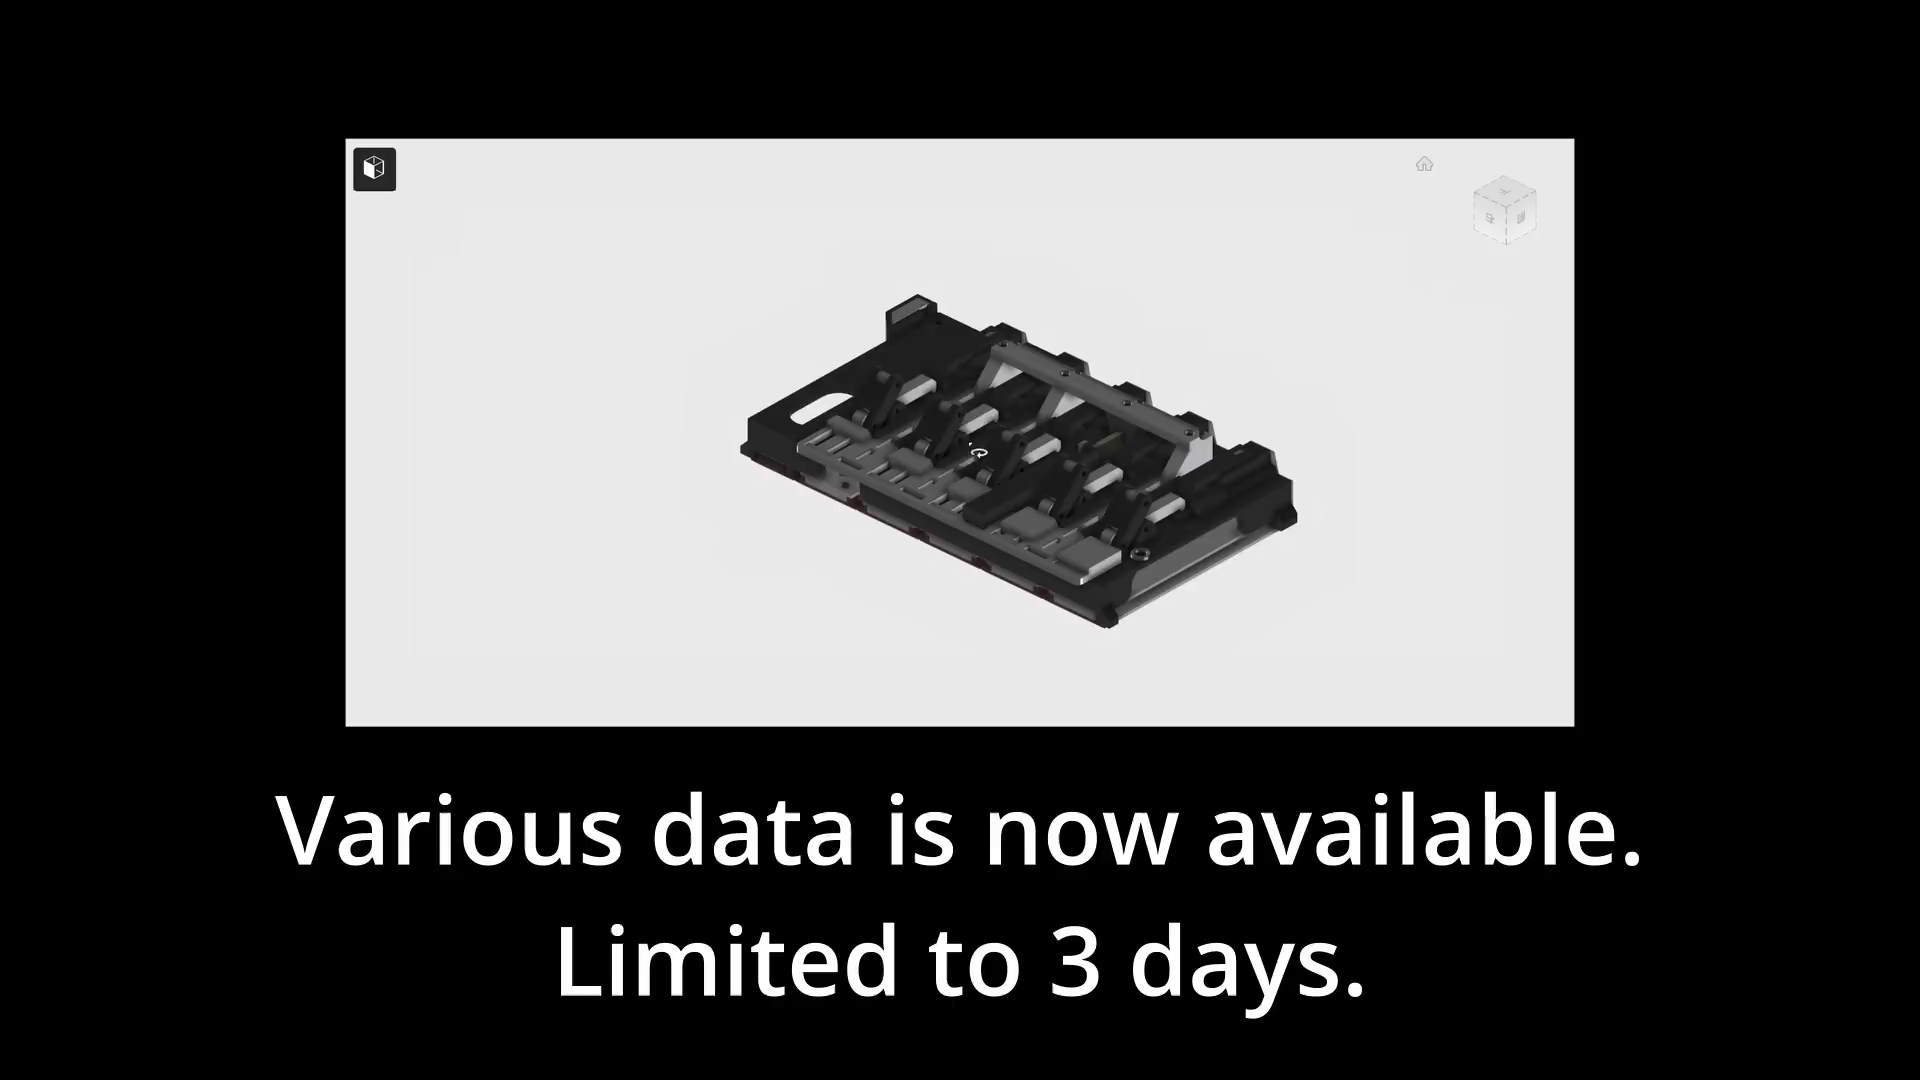 Various data is now available.
Limited to 3 days.